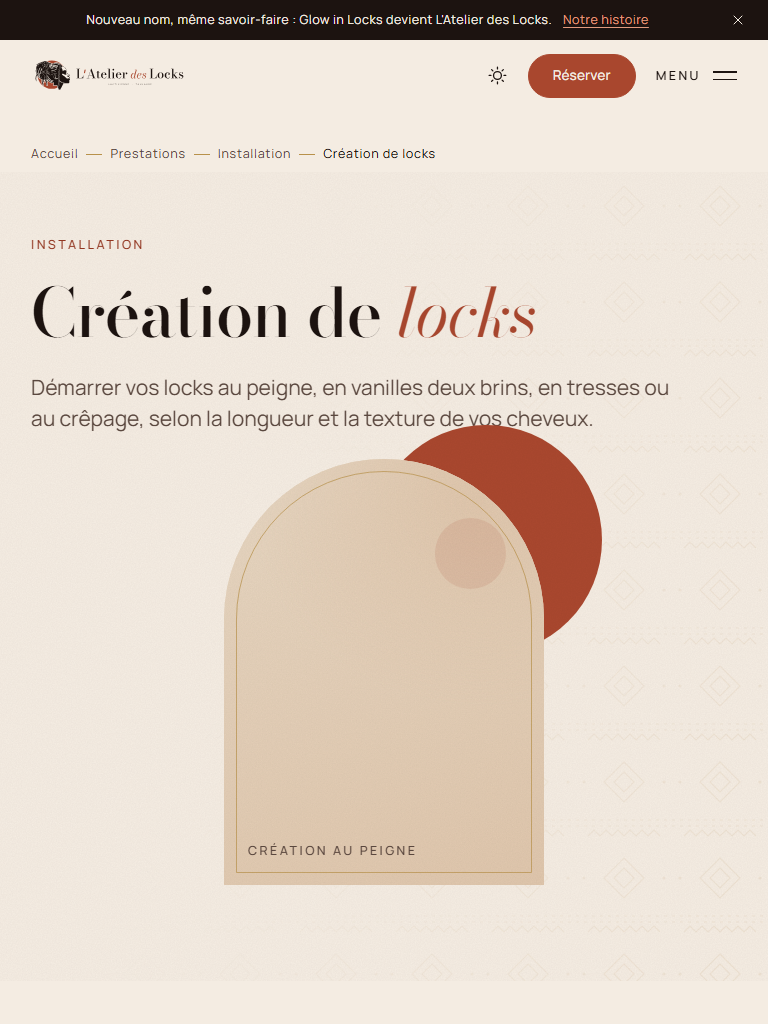 Nouveau nom, même savoir-faire : Glow in Locks devient L'Atelier des Locks. Notre histoire
L'Atelier des Locks
Réserver
MENU
Accueil — Prestations — Installation — Création de locks
INSTALLATION
Création de locks
Démarrer vos locks au peigne, en vanilles deux brins, en tresses ou
au crêpage, selon la longueur et la texture de vos cheveux.
CRÉATION AU PEIGNE